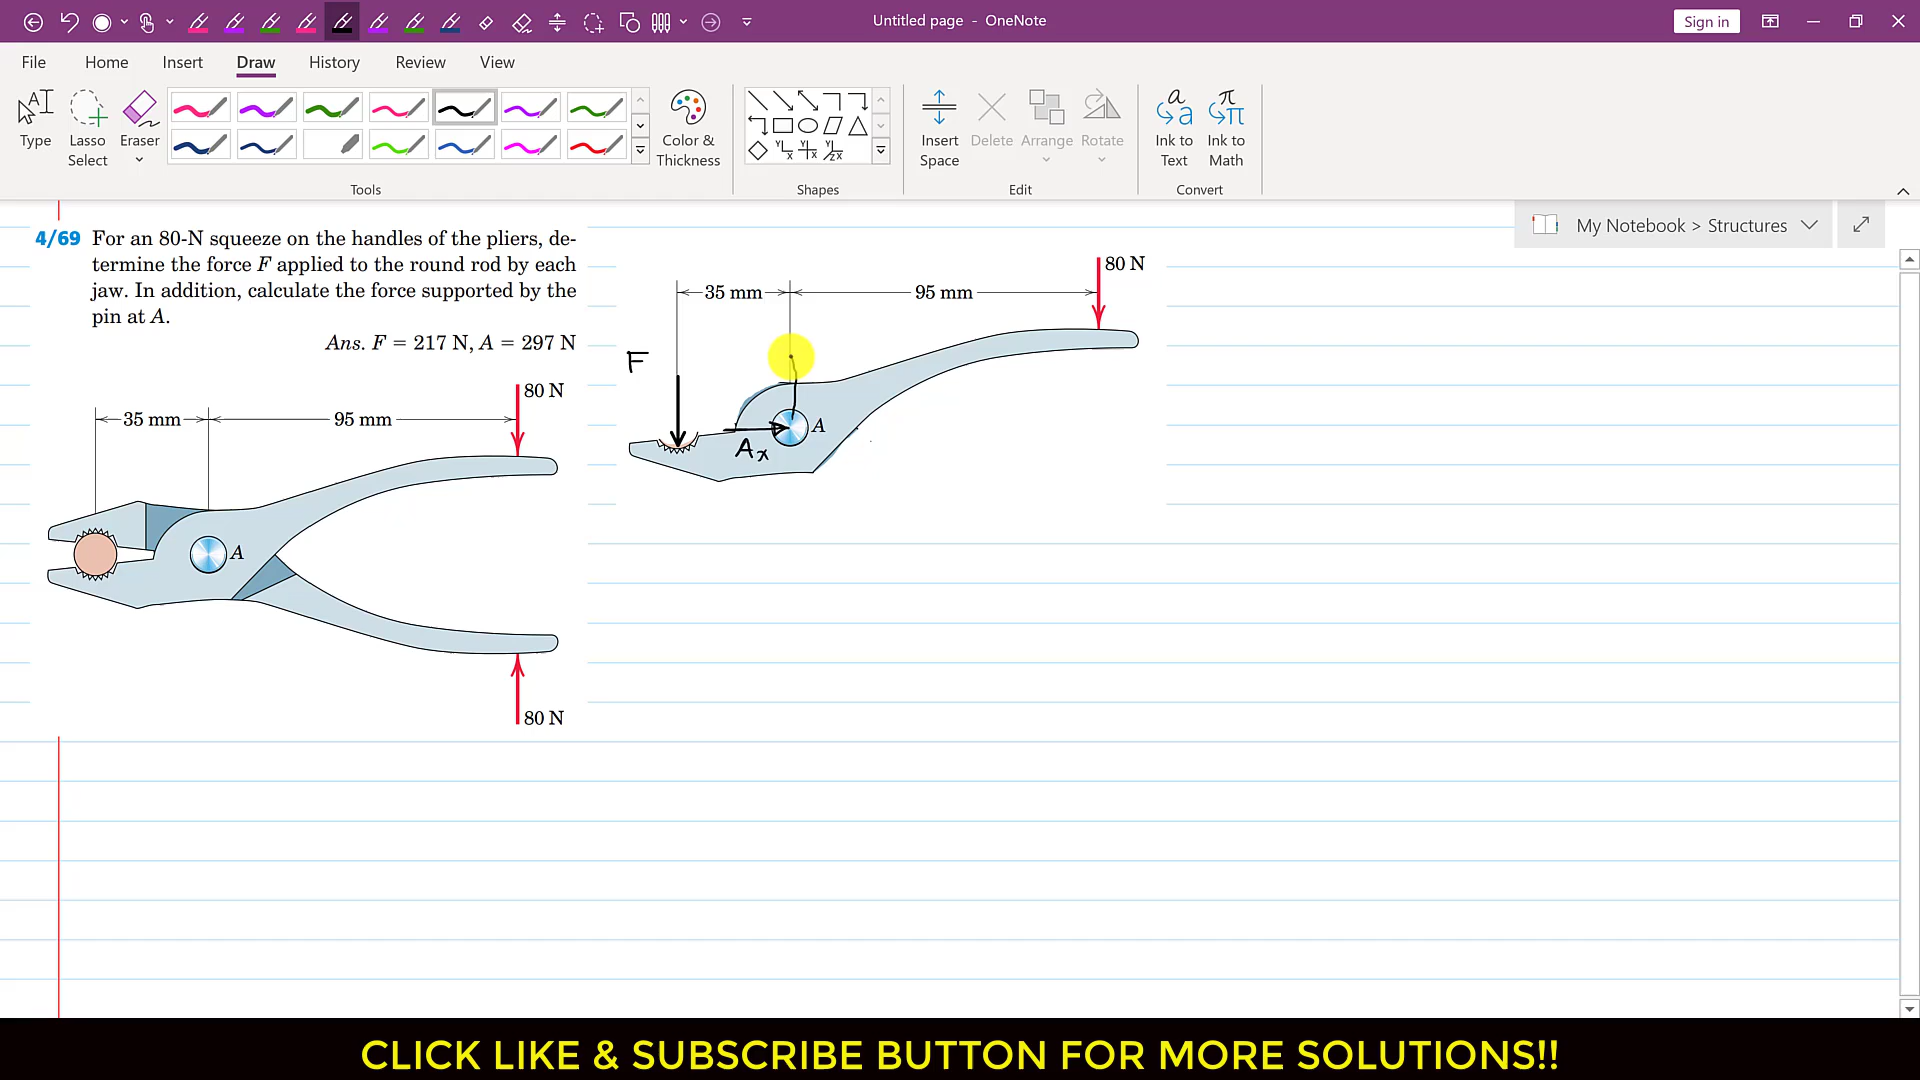 Untitled page - OneNote
Sign in
File Home Insert Draw History Review View
Type
Lasso Select
Eraser
Color & Thickness
Insert Space
Delete
Arrange
Rotate
Ink to Text
Ink to Math
Tools
Shapes
Edit
Convert
My Notebook > Structures
4/69 For an 80-N squeeze on the handles of the pliers, de-
termine the force F applied to the round rod by each
jaw. In addition, calculate the force supported by the
pin at A.
Ans. F = 217 N, A = 297 N
80 N
35 mm
95 mm
A
80 N
80 N
35 mm
95 mm
F
A
Ax
CLICK LIKE & SUBSCRIBE BUTTON FOR MORE SOLUTIONS!!